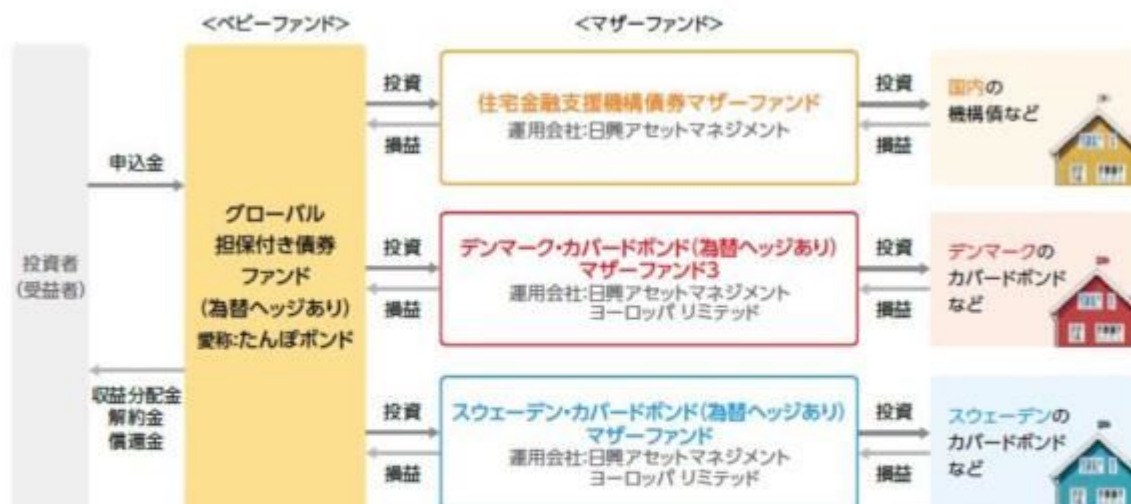 <ベビーファンド>
<マザーファンド>
投資者
(受益者)
申込金
収益分配金
解約金
償還金
グローバル
担保付き債券
ファンド
(為替ヘッジあり)
愛称:たんぽボンド
投資
損益
住宅金融支援機構債券マザーファンド
運用会社:日興アセットマネジメント
投資
損益
国内の
機構債など
投資
損益
デンマーク・カバードボンド(為替ヘッジあり)
マザーファンド3
運用会社:日興アセットマネジメント
ヨーロッパ リミテッド
投資
損益
デンマークの
カバードボンド
など
投資
損益
スウェーデン・カバードボンド(為替ヘッジあり)
マザーファンド
運用会社:日興アセットマネジメント
ヨーロッパ リミテッド
投資
損益
スウェーデンの
カバードボンド
など